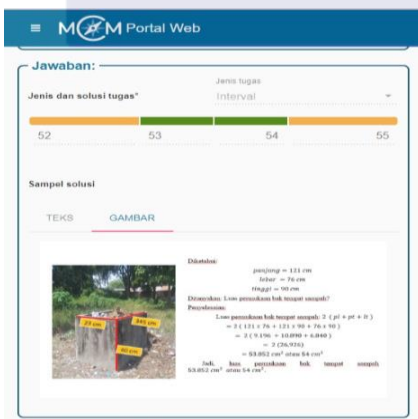 MCM Portal Web
Jawaban:
Jenis tugas
Jenis dan solusi tugas*
Interval
52 53 54 55
Sampel solusi
TEKS GAMBAR
Diketahui:
panjang = 121 cm
lebar = 76 cm
tinggi = 90 cm
Ditanyakan: Luas permukaan bak tempat sampah?
Penyelesaian:
Luas permukaan bak tempat sampah: 2 ( pl + pt + lt )
= 2 ( 121 x 76 + 121 x 90 + 76 x 90 )
= 2 ( 9.196 + 10.890 + 6.840 )
= 2 (26,926)
= 53.852 cm² atau 54 cm²
Jadi, luas permukaan bak tempat sampah
53.852 cm² atau 54 cm².